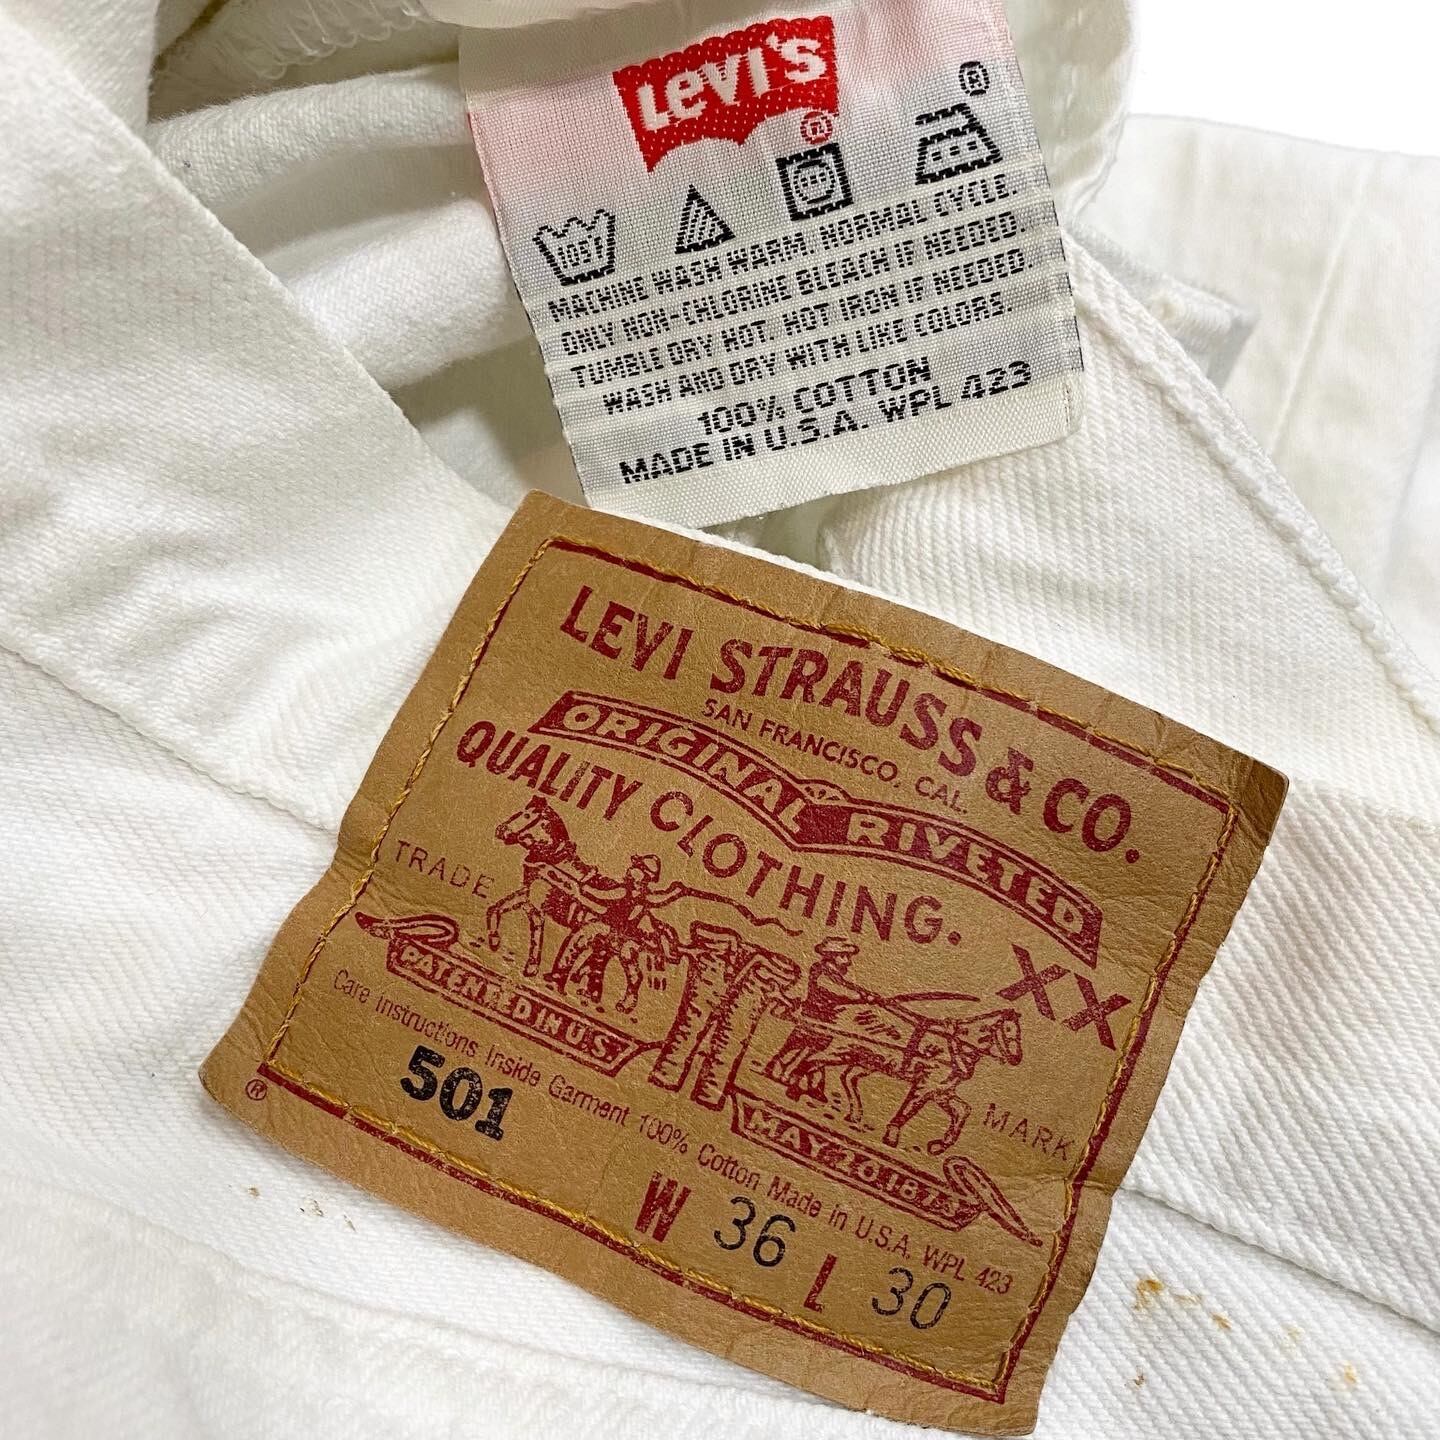 LEVI'S
®
®
105°F
MACHINE WASH WARM, NORMAL CYCLE.
ONLY NON-CHLORINE BLEACH IF NEEDED.
TUMBLE DRY HOT. HOT IRON IF NEEDED.
WASH AND DRY WITH LIKE COLORS.
100% COTTON
MADE IN U.S.A. WPL 423
LEVI STRAUSS & CO.
SAN FRANCISCO, CAL.
ORIGINAL RIVETED
QUALITY CLOTHING.
XX
TRADE MARK
PATENTED IN U.S.
MAY 20 1873
Care Instructions Inside Garment 100% Cotton Made in U.S.A. WPL 423
501
W 36 L 30
®